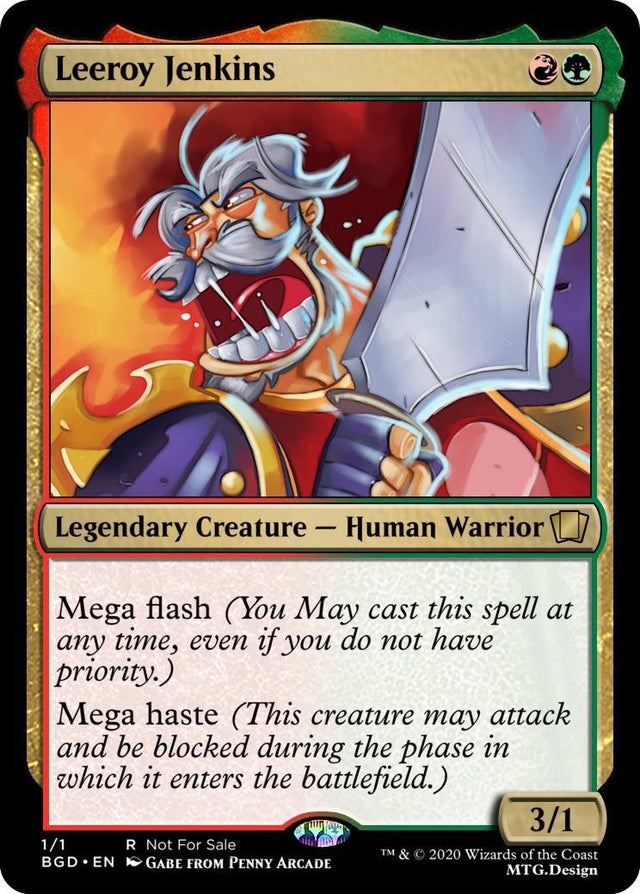 Leeroy Jenkins
Legendary Creature — Human Warrior
Mega flash (You May cast this spell at
any time, even if you do not have
priority.)
Mega haste (This creature may attack
and be blocked during the phase in
which it enters the battlefield.)
3/1
1/1 R Not For Sale
BGD • EN Gabe from Penny Arcade
™ & © 2020 Wizards of the Coast
MTG.Design